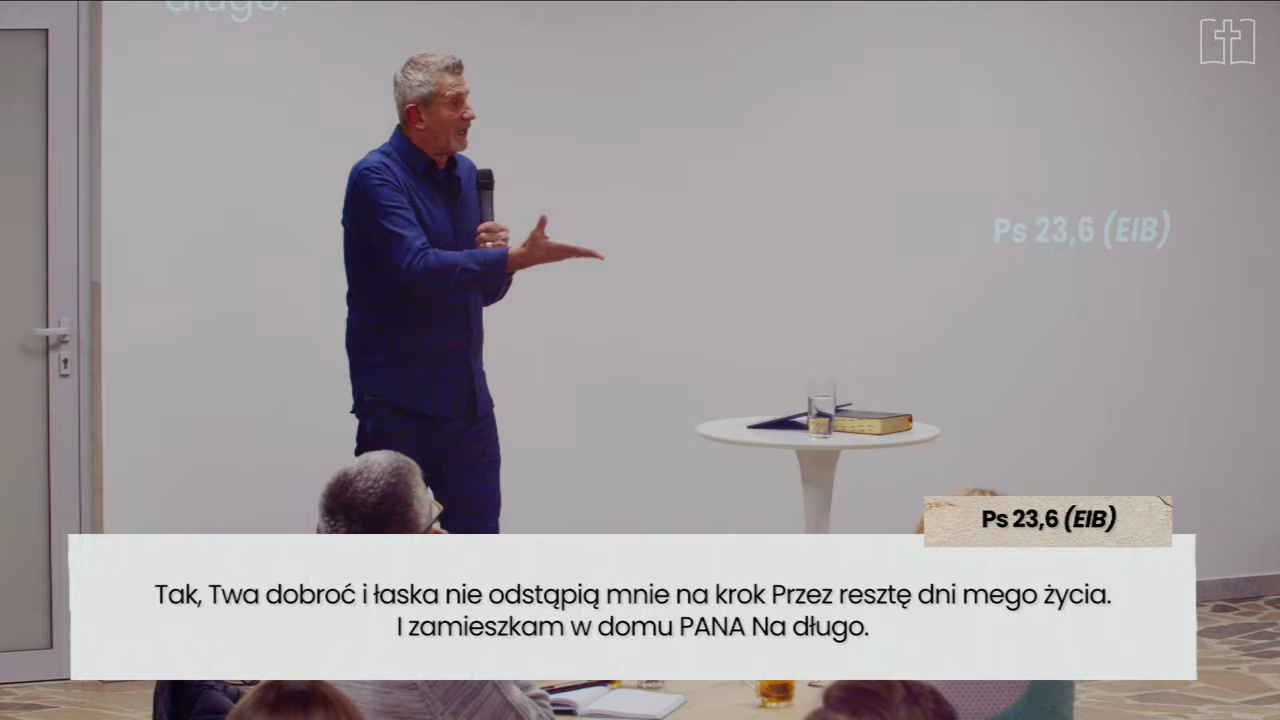 długo.
Ps 23,6 (EIB)
Ps 23,6 (EIB)
Tak, Twa dobroć i łaska nie odstąpią mnie na krok Przez resztę dni mego życia.
I zamieszkam w domu PANA Na długo.